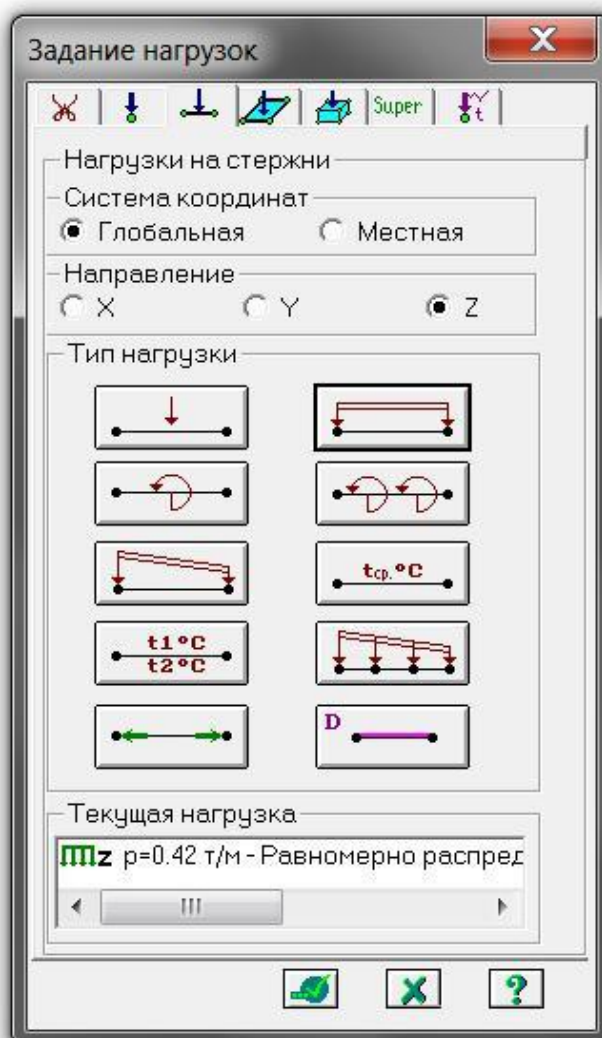 Задание нагрузок
Super t
Нагрузки на стержни
Система координат
Глобальная Местная
Направление
X Y Z
Тип нагрузки
tср.°C
t1°C
t2°C
D
Текущая нагрузка
z p=0.42 т/м - Равномерно распред
?